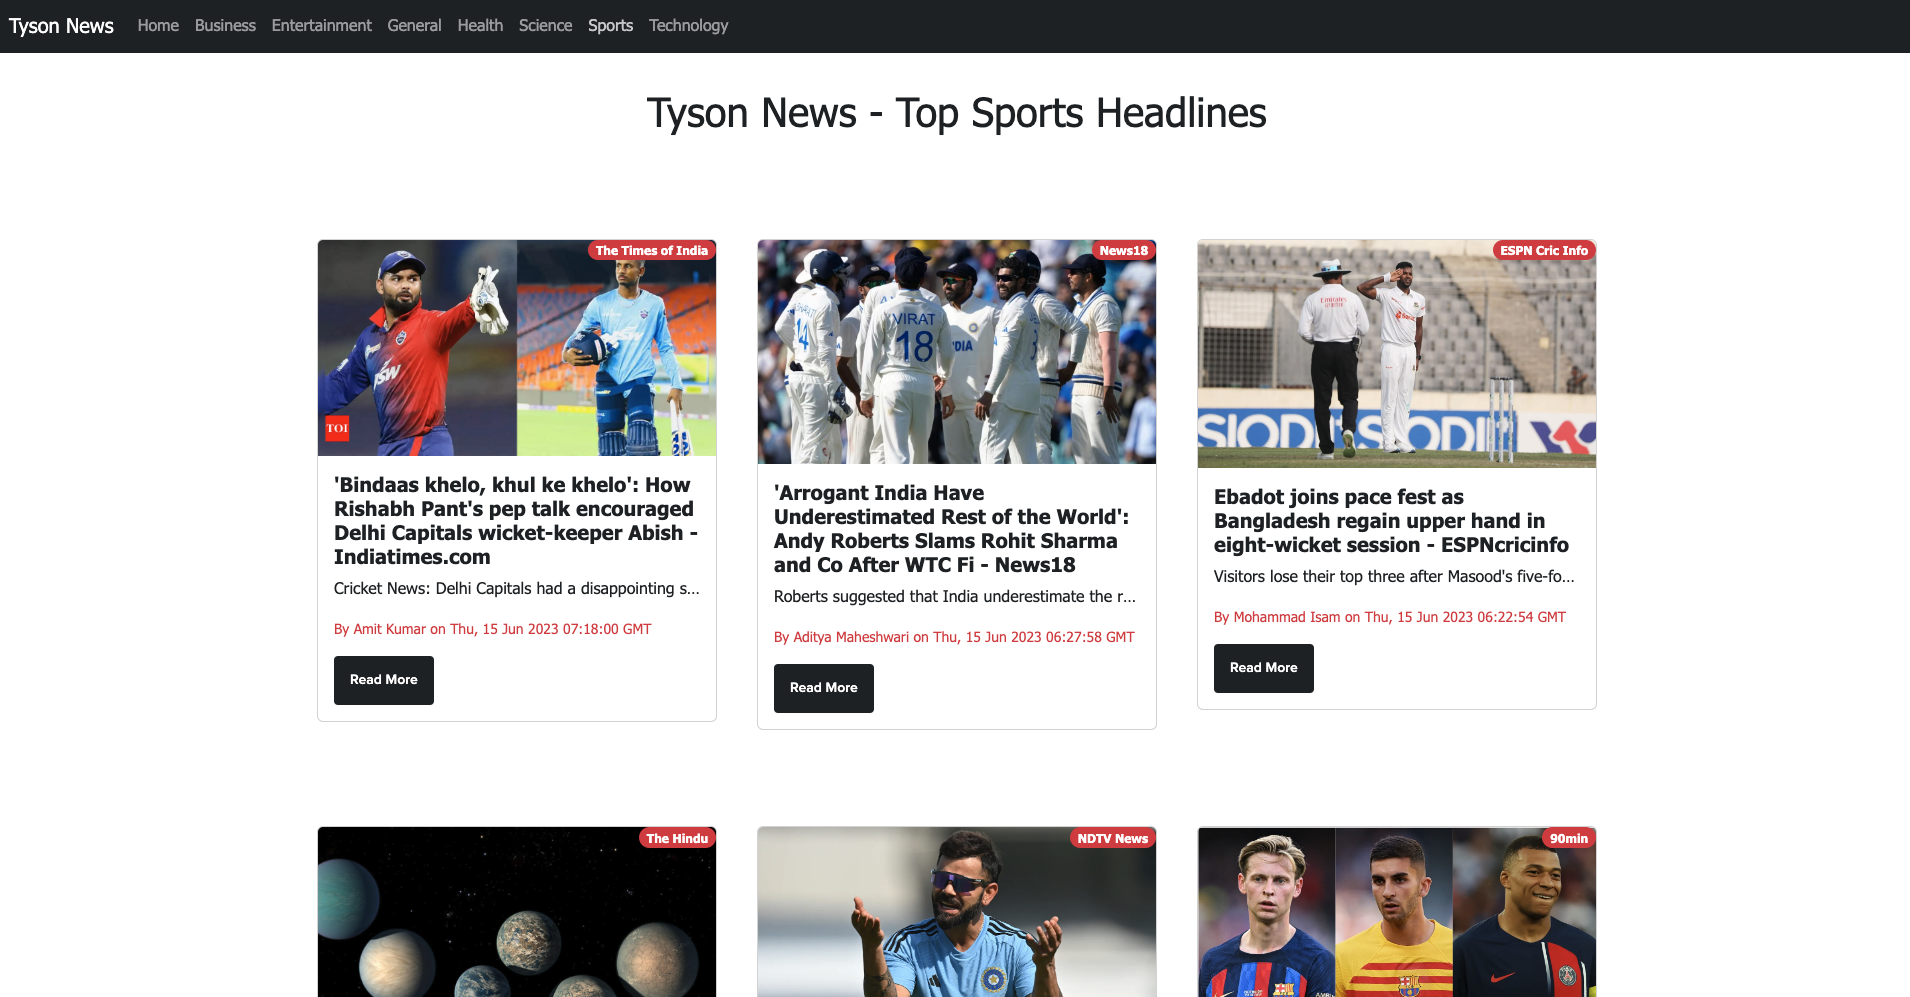 Tyson News Home Business Entertainment General Health Science Sports Technology
Tyson News - Top Sports Headlines
The Times of India
TOI
'Bindaas khelo, khul ke khelo': How
Rishabh Pant's pep talk encouraged
Delhi Capitals wicket-keeper Abish -
Indiatimes.com
Cricket News: Delhi Capitals had a disappointing s...
By Amit Kumar on Thu, 15 Jun 2023 07:18:00 GMT
Read More
News18
VIRAT
18
'Arrogant India Have
Underestimated Rest of the World':
Andy Roberts Slams Rohit Sharma
and Co After WTC Fi - News18
Roberts suggested that India underestimate the r...
By Aditya Maheshwari on Thu, 15 Jun 2023 06:27:58 GMT
Read More
ESPN Cric Info
Emirates
Ebadot joins pace fest as
Bangladesh regain upper hand in
eight-wicket session - ESPNcricinfo
Visitors lose their top three after Masood's five-fo...
By Mohammad Isam on Thu, 15 Jun 2023 06:22:54 GMT
Read More
The Hindu
NDTV News
90min